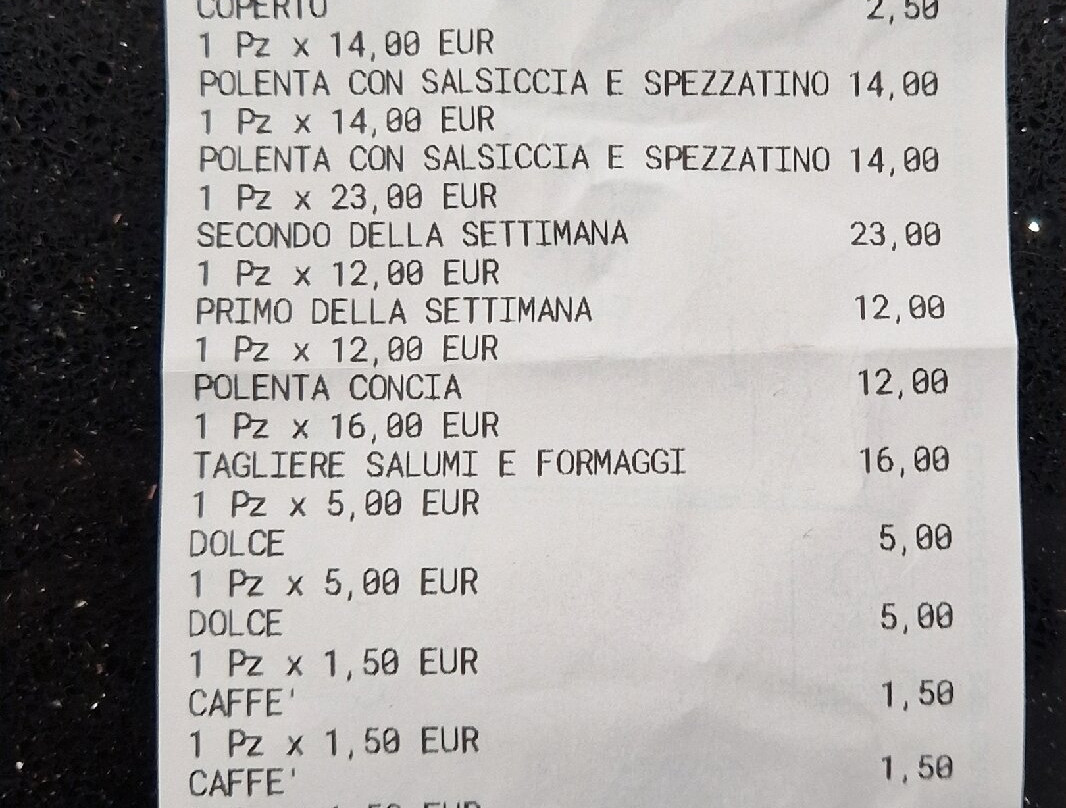 COPERTO 2,50
1 Pz x 14,00 EUR
POLENTA CON SALSICCIA E SPEZZATINO 14,00
1 Pz x 14,00 EUR
POLENTA CON SALSICCIA E SPEZZATINO 14,00
1 Pz x 23,00 EUR
SECONDO DELLA SETTIMANA 23,00
1 Pz x 12,00 EUR
PRIMO DELLA SETTIMANA 12,00
1 Pz x 12,00 EUR
POLENTA CONCIA 12,00
1 Pz x 16,00 EUR
TAGLIERE SALUMI E FORMAGGI 16,00
1 Pz x 5,00 EUR
DOLCE 5,00
1 Pz x 5,00 EUR
DOLCE 5,00
1 Pz x 1,50 EUR
CAFFE' 1,50
1 Pz x 1,50 EUR
CAFFE' 1,50